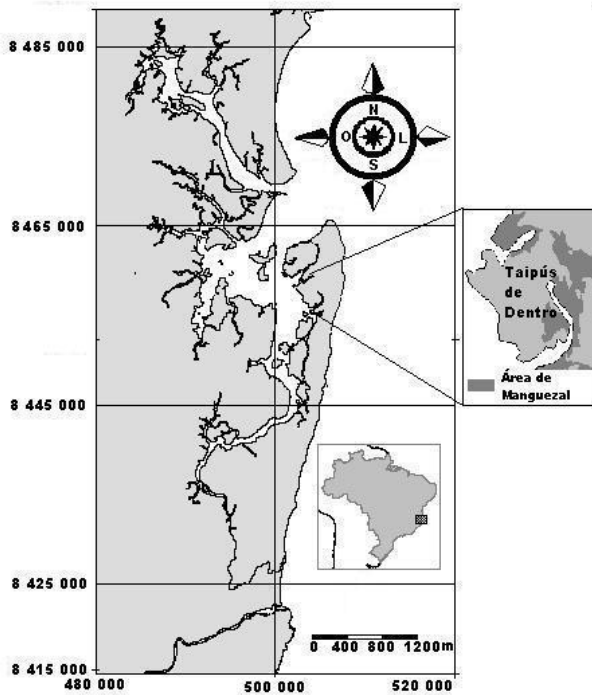 8 485 000
N
O L
S
8 465 000
Taipús
de
Dentro
Área de
Manguezal
8 445 000
8 425 000
0 400 800 1200m
8 415 000
480 000 500 000 520 000